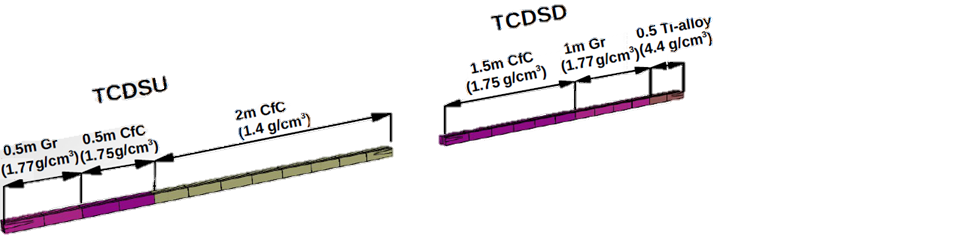 TCDSD
0.5 Ti-alloy
(4.4 g/cm³)
1m Gr
(1.77g/cm³)
1.5m CfC
(1.75 g/cm³)
TCDSU
2m CfC
(1.4 g/cm³)
0.5m CfC
(1.75g/cm³)
0.5m Gr
(1.77g/cm³)